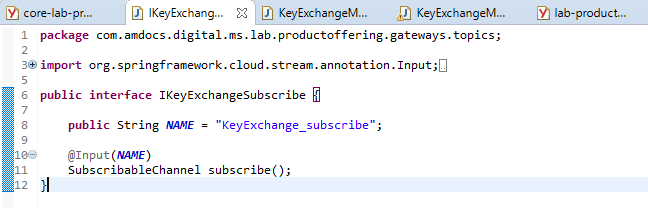 core-lab-pr...
IKeyExchange...
KeyExchangeM...
KeyExchangeM...
lab-product...
1 package com.amdocs.digital.ms.lab.productoffering.gateways.topics;
2
3 import org.springframework.cloud.stream.annotation.Input;
5
6 public interface IKeyExchangeSubscribe {
7
8 public String NAME = "KeyExchange_subscribe";
9
10 @Input(NAME)
11 SubscribableChannel subscribe();
12 }